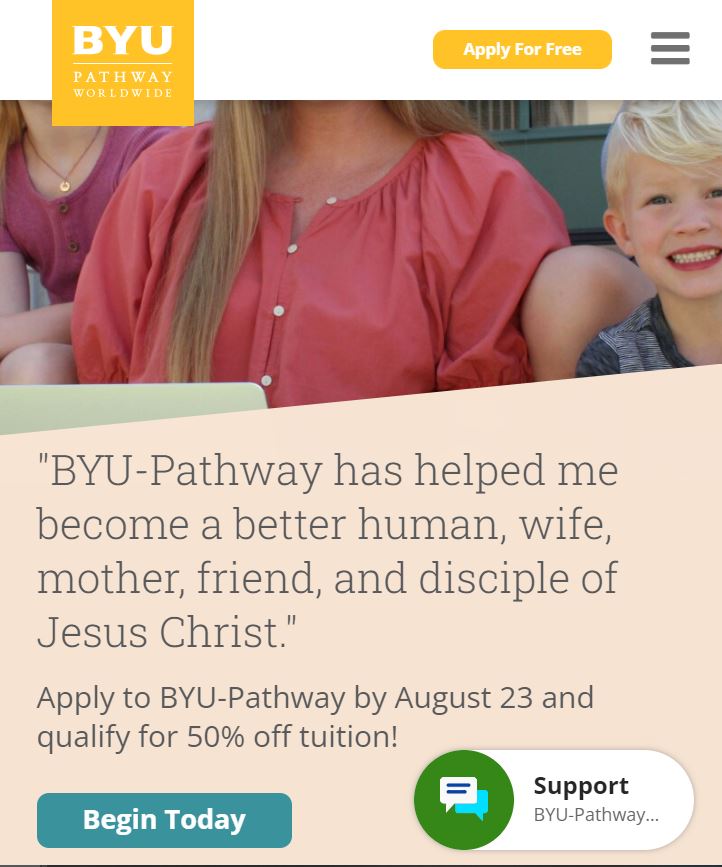 BYU
PATHWAY
WORLDWIDE
Apply For Free
"BYU-Pathway has helped me
become a better human, wife,
mother, friend, and disciple of
Jesus Christ."
Apply to BYU-Pathway by August 23 and
qualify for 50% off tuition!
Begin Today
Support
BYU-Pathway...